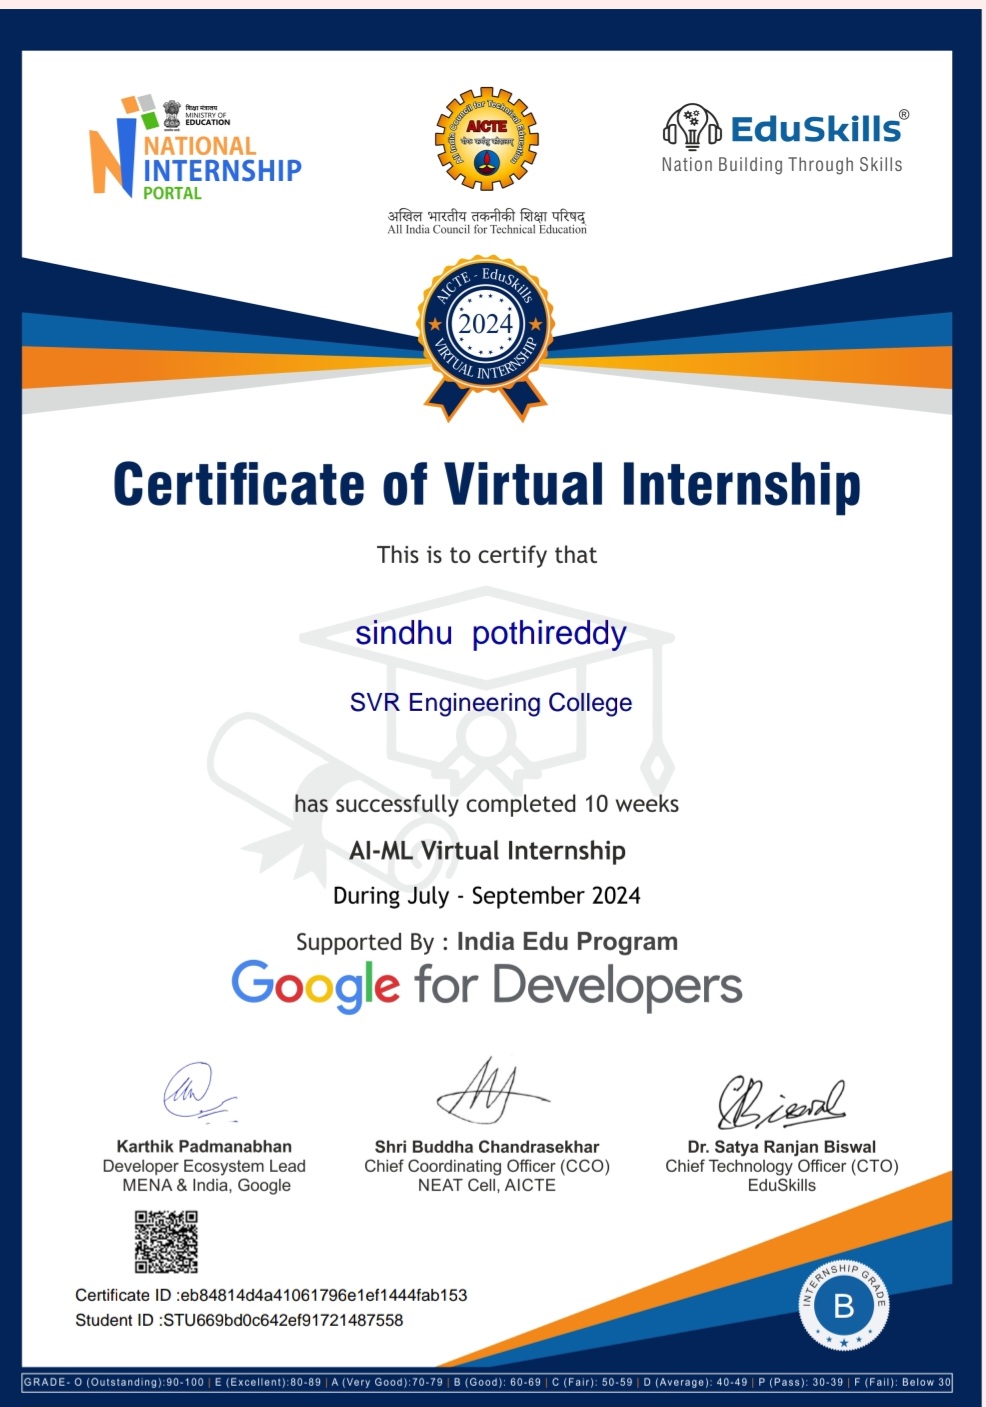 शिक्षा मंत्रालय
MINISTRY OF
EDUCATION
NATIONAL
INTERNSHIP
PORTAL
All India Council for Technical Education
AICTE
EduSkills®
Nation Building Through Skills
अखिल भारतीय तकनीकी शिक्षा परिषद्
All India Council for Technical Education
AICTE - EduSkills
2024
VIRTUAL INTERNSHIP
Certificate of Virtual Internship
This is to certify that
sindhu pothireddy
SVR Engineering College
has successfully completed 10 weeks
AI-ML Virtual Internship
During July - September 2024
Supported By : India Edu Program
Google for Developers
Karthik Padmanabhan
Developer Ecosystem Lead
MENA & India, Google
Shri Buddha Chandrasekhar
Chief Coordinating Officer (CCO)
NEAT Cell, AICTE
Dr. Satya Ranjan Biswal
Chief Technology Officer (CTO)
EduSkills
Certificate ID :eb84814d4a41061796e1ef1444fab153
Student ID :STU669bd0c642ef91721487558
INTERNSHIP GRADE
B
GRADE- O (Outstanding):90-100 | E (Excellent):80-89 | A (Very Good):70-79 | B (Good): 60-69 | C (Fair): 50-59 | D (Average): 40-49 | P (Pass): 30-39 | F (Fail): Below 30